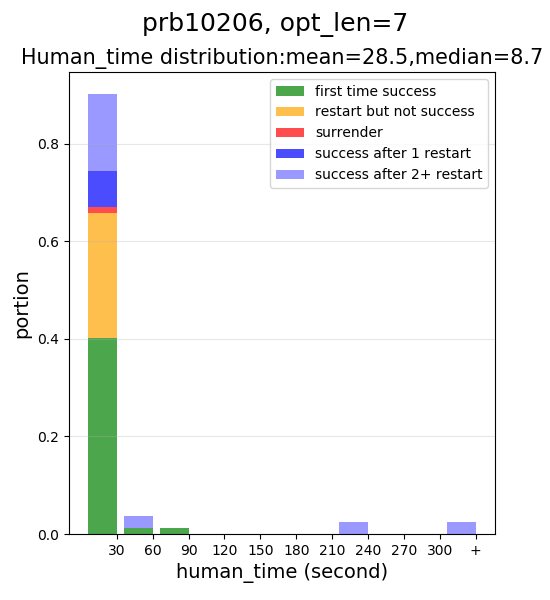 prb10206, opt_len=7
Human_time distribution:mean=28.5,median=8.7
first time success
restart but not success
surrender
success after 1 restart
success after 2+ restart
portion
0.8
0.6
0.4
0.2
0.0
30 60 90 120 150 180 210 240 270 300 +
human_time (second)